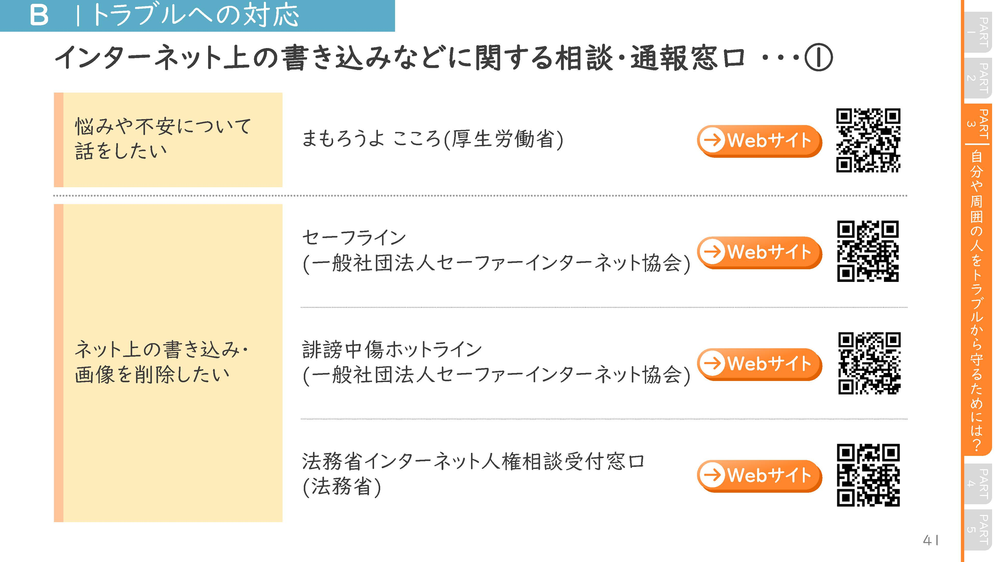 B | トラブルへの対応
インターネット上の書き込みなどに関する相談・通報窓口 ・・・①
悩みや不安について
話をしたい
まもろうよ こころ(厚生労働省)
Webサイト
ネット上の書き込み・
画像を削除したい
セーフライン
(一般社団法人セーファーインターネット協会)
Webサイト
誹謗中傷ホットライン
(一般社団法人セーファーインターネット協会)
Webサイト
法務省インターネット人権相談受付窓口
(法務省)
Webサイト
PART
1
PART
2
PART
3
自分や周囲の人をトラブルから守るためには?
PART
4
PART
5
41